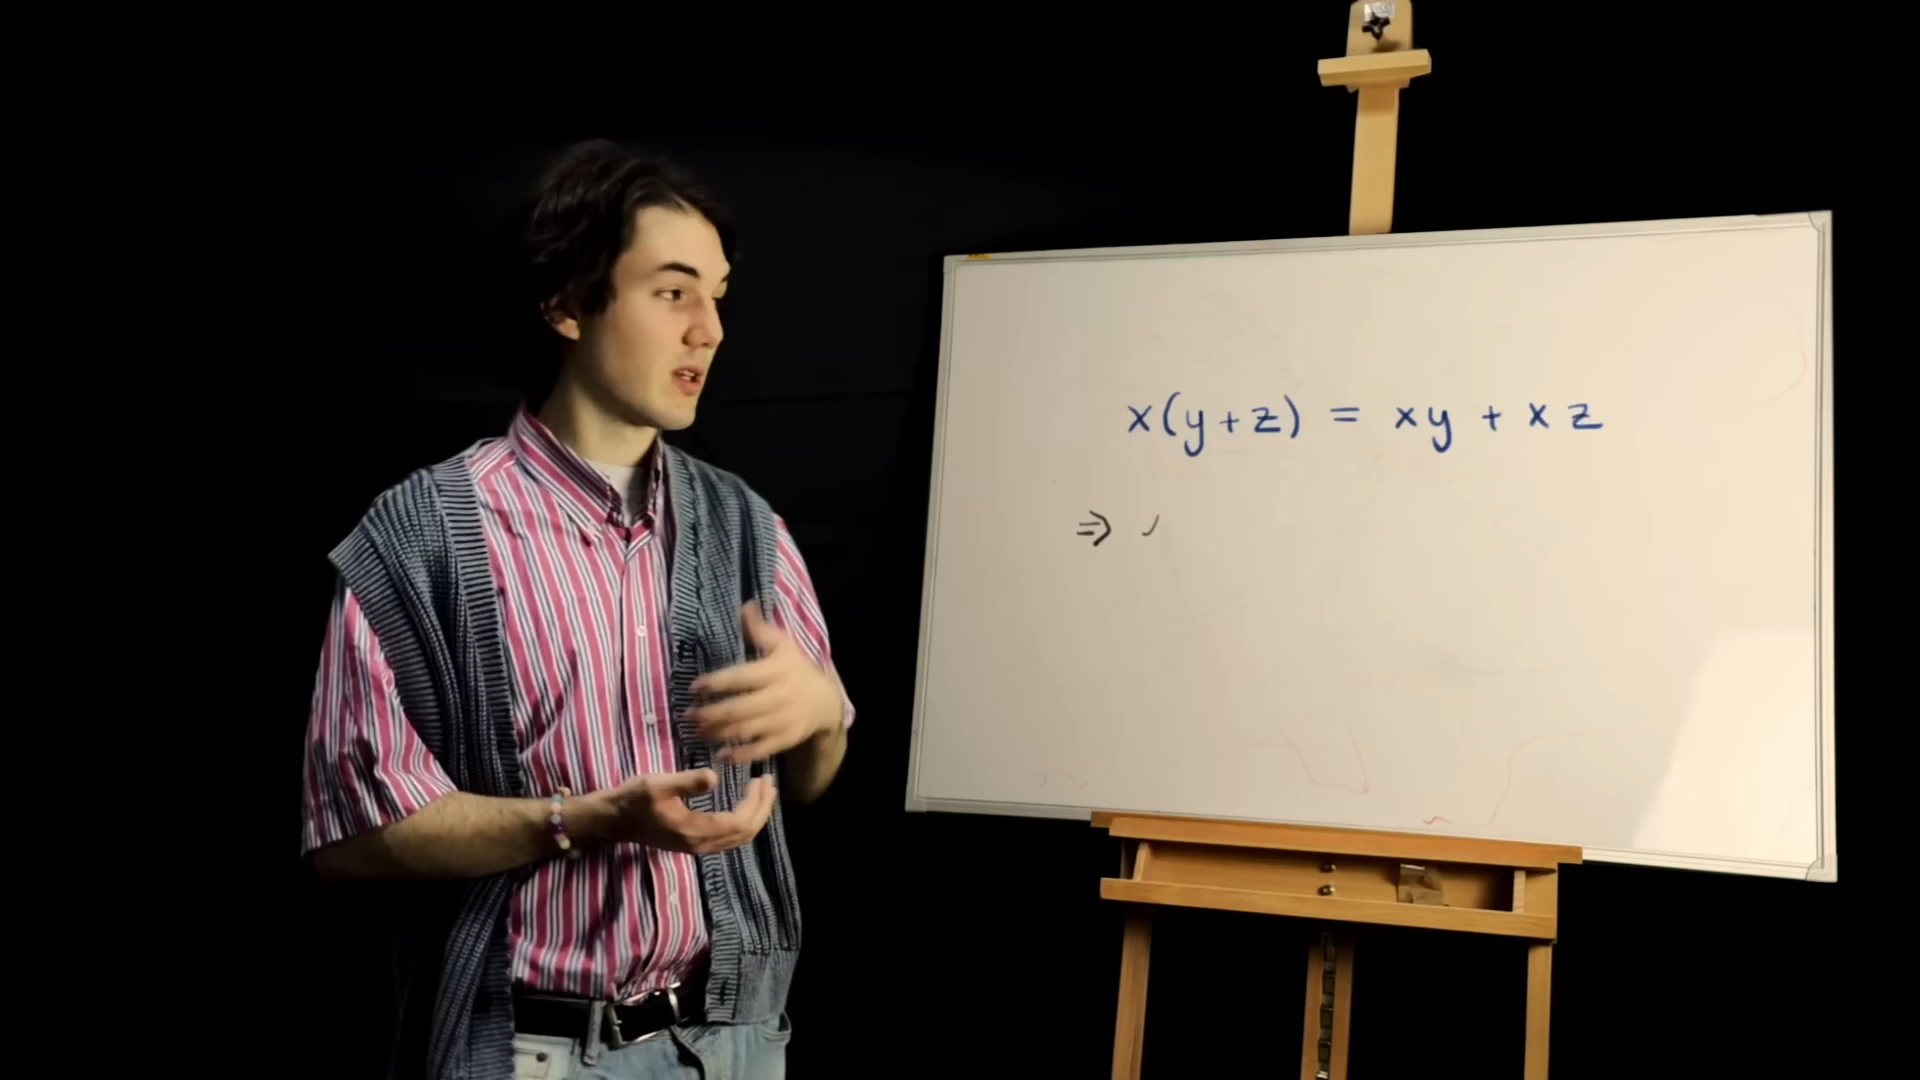 x(y+z) = xy + xz
⇒